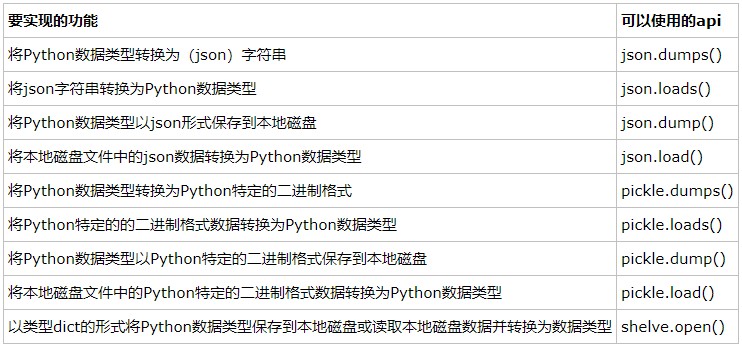 要实现的功能 可以使用的api
将Python数据类型转换为（json）字符串 json.dumps()
将json字符串转换为Python数据类型 json.loads()
将Python数据类型以json形式保存到本地磁盘 json.dump()
将本地磁盘文件中的json数据转换为Python数据类型 json.load()
将Python数据类型转换为Python特定的二进制格式 pickle.dumps()
将Python特定的的二进制格式数据转换为Python数据类型 pickle.loads()
将Python数据类型以Python特定的二进制格式保存到本地磁盘 pickle.dump()
将本地磁盘文件中的Python特定的二进制格式数据转换为Python数据类型 pickle.load()
以类型dict的形式将Python数据类型保存到本地磁盘或读取本地磁盘数据并转换为数据类型 shelve.open()